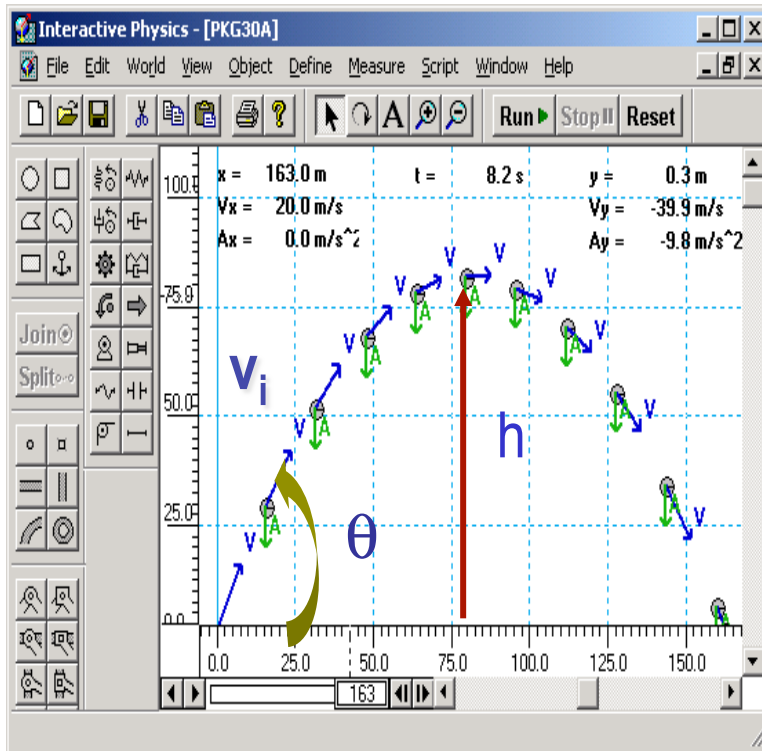 Interactive Physics - [PKG30A]
File Edit World View Object Define Measure Script Window Help
Run Stop Reset
x = 163.0 m t = 8.2 s y = 0.3 m
Vx = 20.0 m/s Vy = -39.9 m/s
Ax = 0.0 m/s^2 Ay = -9.8 m/s^2
100.
75.0
50.0
25.0
0.0
Join
Split
V V V V V V V V V V
A A A A A A A A A
vi
h
θ
0.0 25.0 50.0 75.0 100.0 125.0 150.0
163